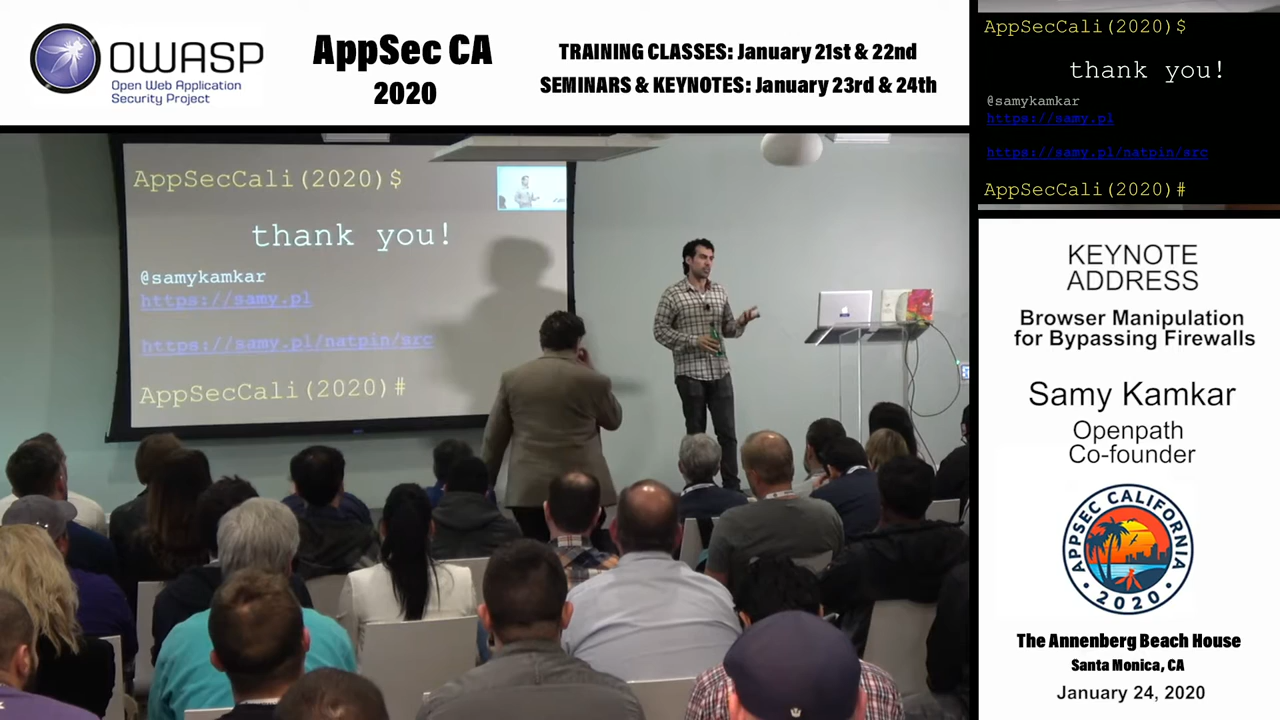 OWASP
Open Web Application
Security Project
AppSec CA
2020
TRAINING CLASSES: January 21st & 22nd
SEMINARS & KEYNOTES: January 23rd & 24th
AppSecCali(2020)$
thank you!
@samykamkar
https://samy.pl
https://samy.pl/natpin/src
AppSecCali(2020)#
AppSecCali(2020)$
thank you!
@samykamkar
https://samy.pl
https://samy.pl/natpin/src
AppSecCali(2020)#
KEYNOTE
ADDRESS
Browser Manipulation
for Bypassing Firewalls
Samy Kamkar
Openpath
Co-founder
APPSEC CALIFORNIA
2020
The Annenberg Beach House
Santa Monica, CA
January 24, 2020